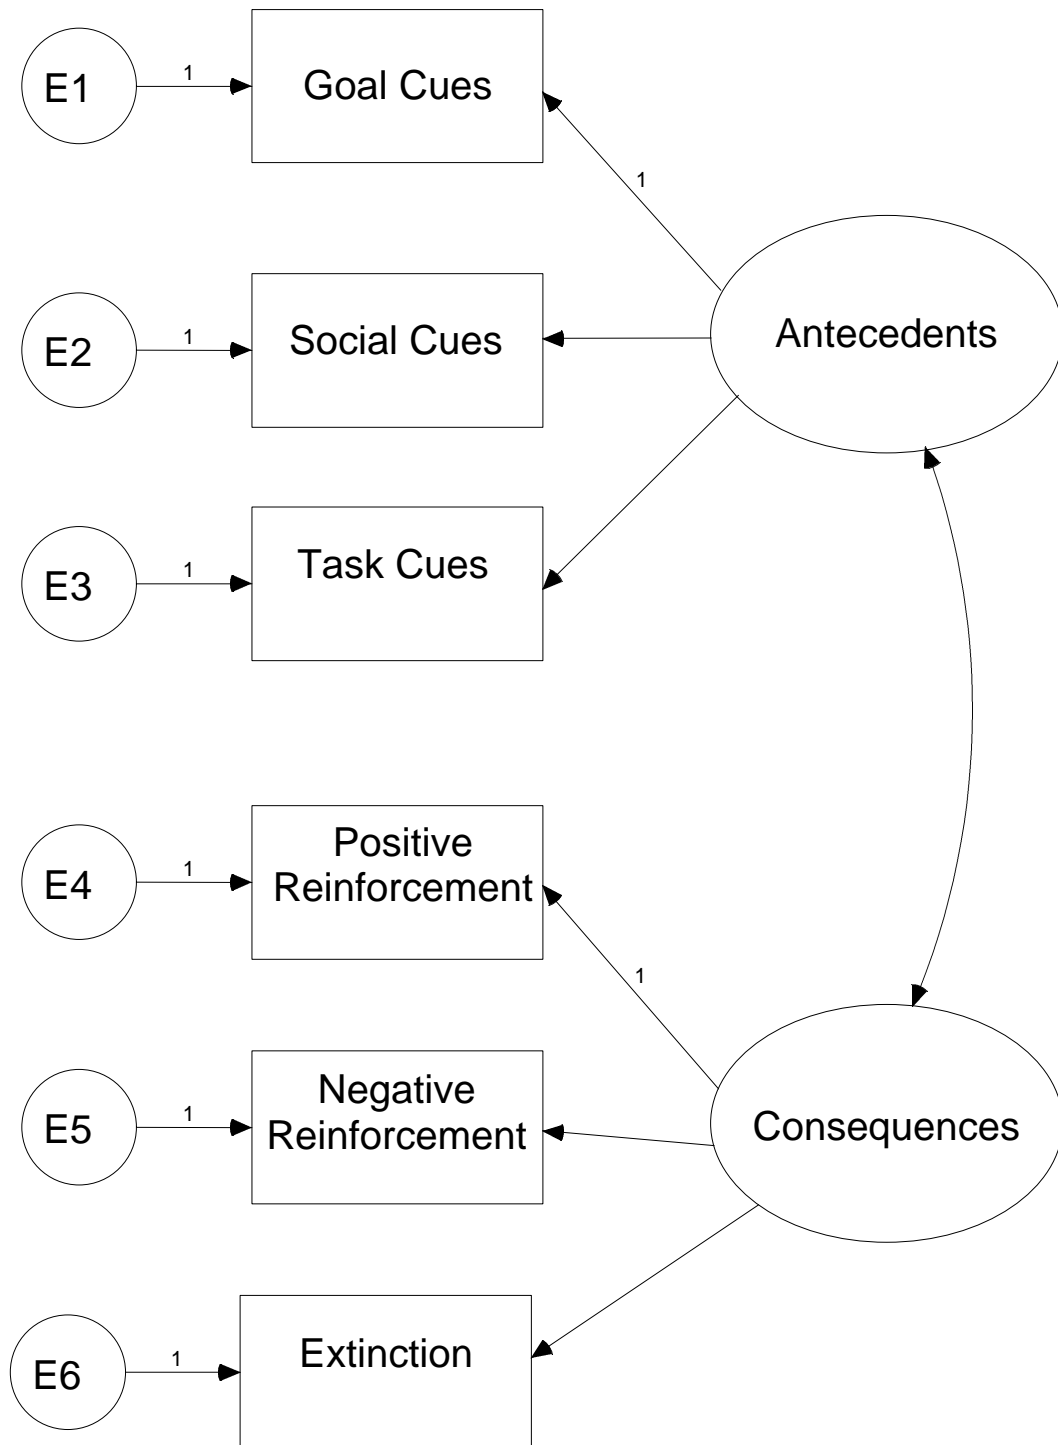 E1
1
Goal Cues
1
E2
1
Social Cues
Antecedents
E3
1
Task Cues
E4
1
Positive
Reinforcement
1
E5
1
Negative
Reinforcement
Consequences
E6
1
Extinction